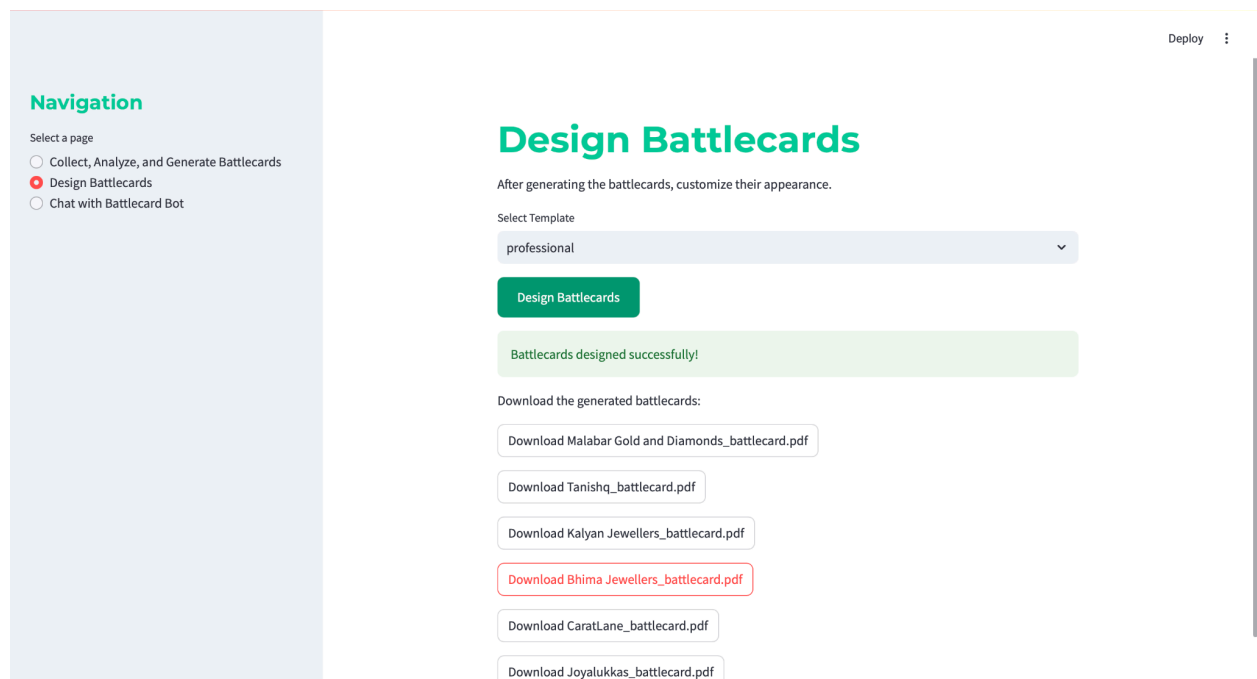 Deploy
Navigation
Select a page
Collect, Analyze, and Generate Battlecards
Design Battlecards
Chat with Battlecard Bot
Design Battlecards
After generating the battlecards, customize their appearance.
Select Template
professional
Design Battlecards
Battlecards designed successfully!
Download the generated battlecards:
Download Malabar Gold and Diamonds_battlecard.pdf
Download Tanishq_battlecard.pdf
Download Kalyan Jewellers_battlecard.pdf
Download Bhima Jewellers_battlecard.pdf
Download CaratLane_battlecard.pdf
Download Joyalukkas_battlecard.pdf